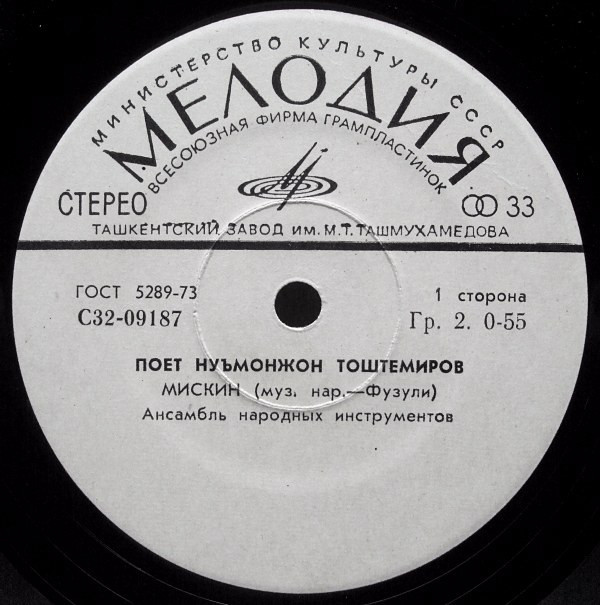 МИНИСТЕРСТВО КУЛЬТУРЫ СССР
МЕЛОДИЯ
ВСЕСОЮЗНАЯ ФИРМА ГРАМПЛАСТИНОК
СТЕРЕО 33
ТАШКЕНТСКИЙ ЗАВОД ИМ. М.Т.ТАШМУХАМЕДОВА
ГОСТ 5289-73 1 сторона
С32-09187 Гр. 2. 0-55
ПОЕТ НУЪМОНЖОН ТОШТЕМИРОВ
МИСКИН (муз. нар.—Фузули)
Ансамбль народных инструментов